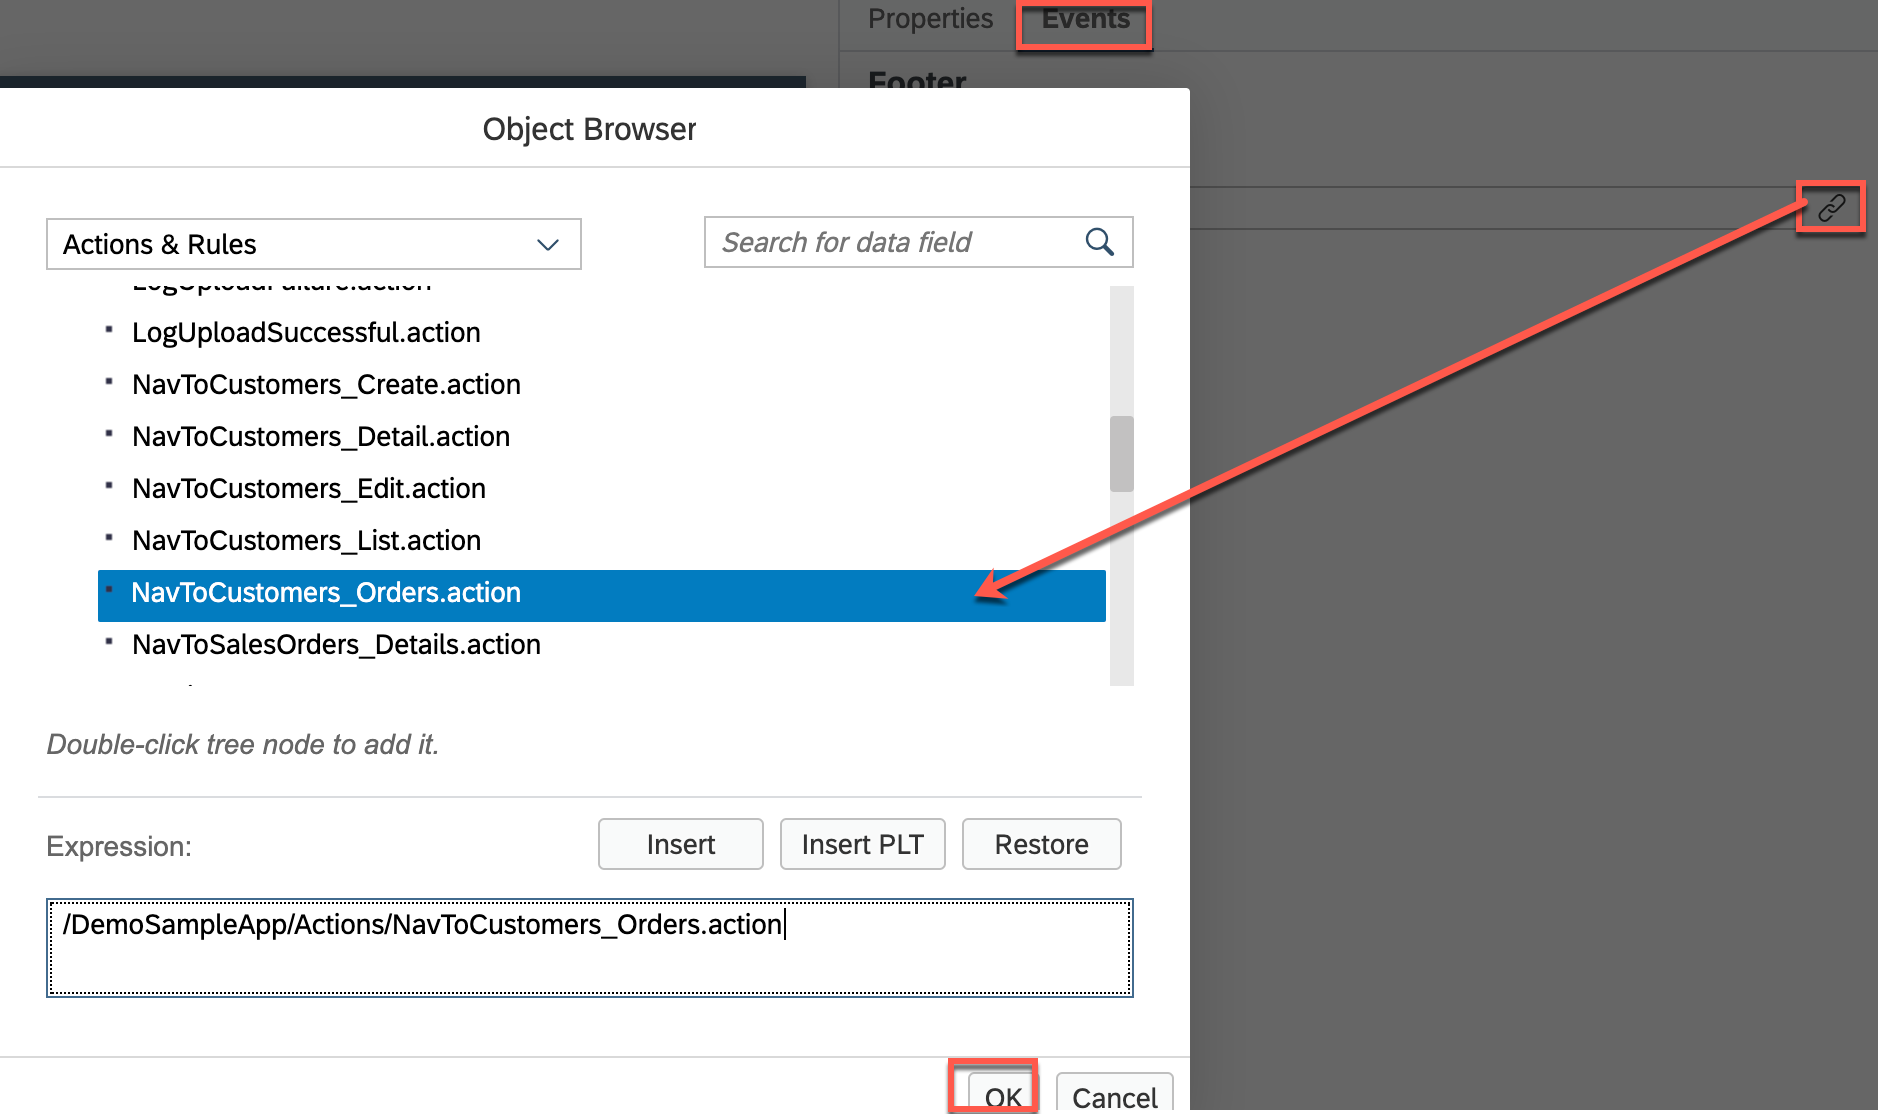 Properties
Events
Footer
Object Browser
Actions & Rules
Search for data field
LogUploadFailure.action
LogUploadSuccessful.action
NavToCustomers_Create.action
NavToCustomers_Detail.action
NavToCustomers_Edit.action
NavToCustomers_List.action
NavToCustomers_Orders.action
NavToSalesOrders_Details.action
Double-click tree node to add it.
Expression:
Insert
Insert PLT
Restore
/DemoSampleApp/Actions/NavToCustomers_Orders.action
OK
Cancel